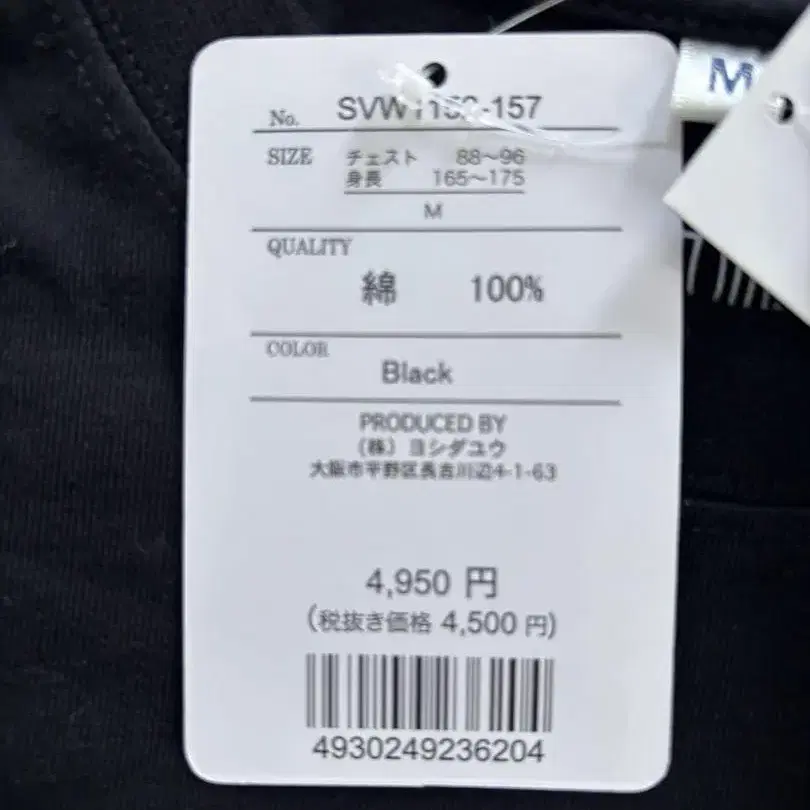 No. SVW1152-157
SIZE チェスト 88~96
身長 165~175
M
QUALITY
綿 100%
COLOR
Black
PRODUCED BY
(株) ヨシダユウ
大阪市平野区長吉川辺4-1-63
4,950 円
(税抜き価格 4,500 円)
4930249236204
M